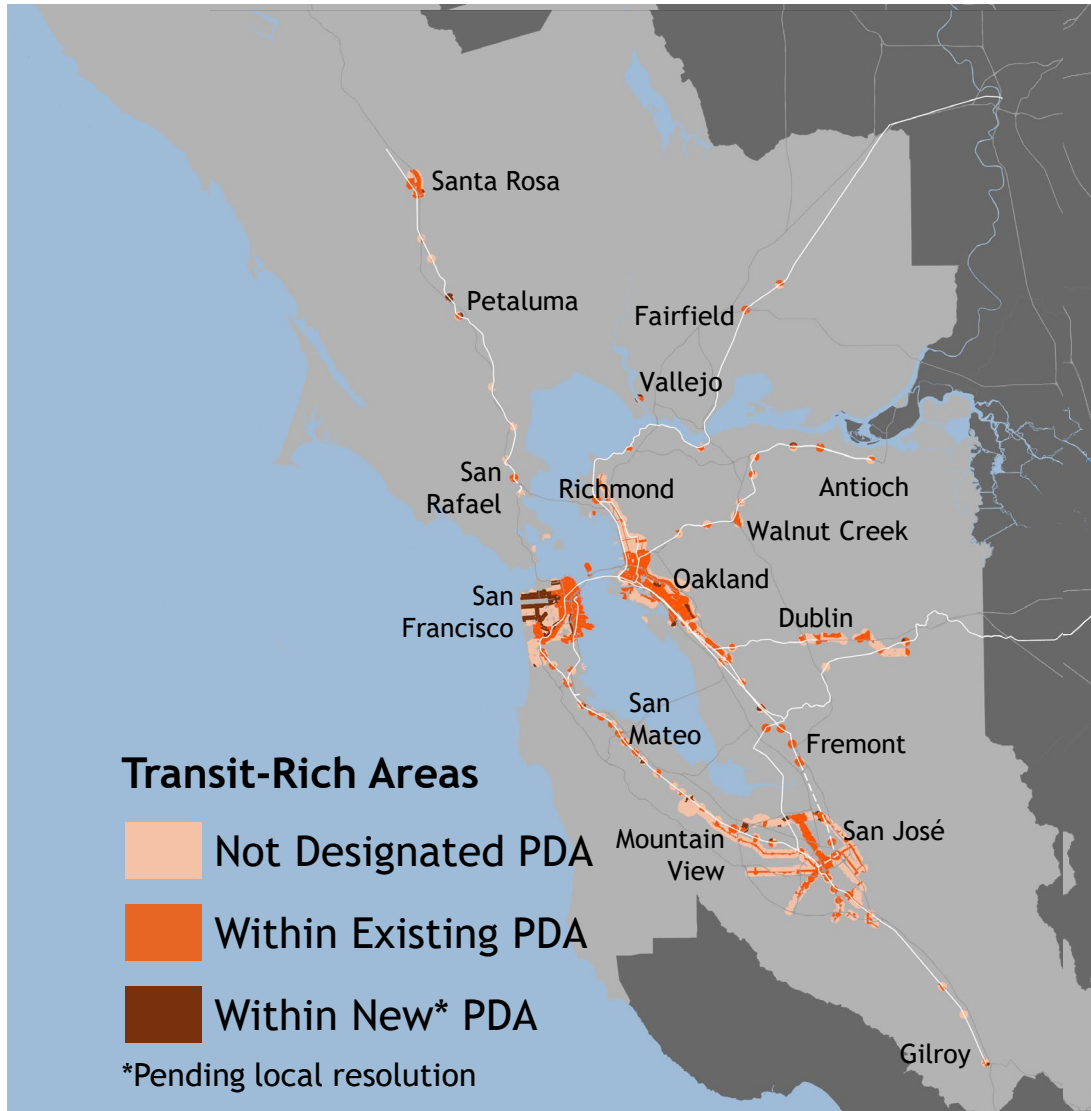 Santa Rosa
Petaluma
Fairfield
Vallejo
San
Rafael
Richmond
Antioch
Walnut Creek
Oakland
San
Francisco
Dublin
San
Mateo
Fremont
Transit-Rich Areas
Not Designated PDA
Within Existing PDA
Within New* PDA
*Pending local resolution
Mountain
View
San José
Gilroy